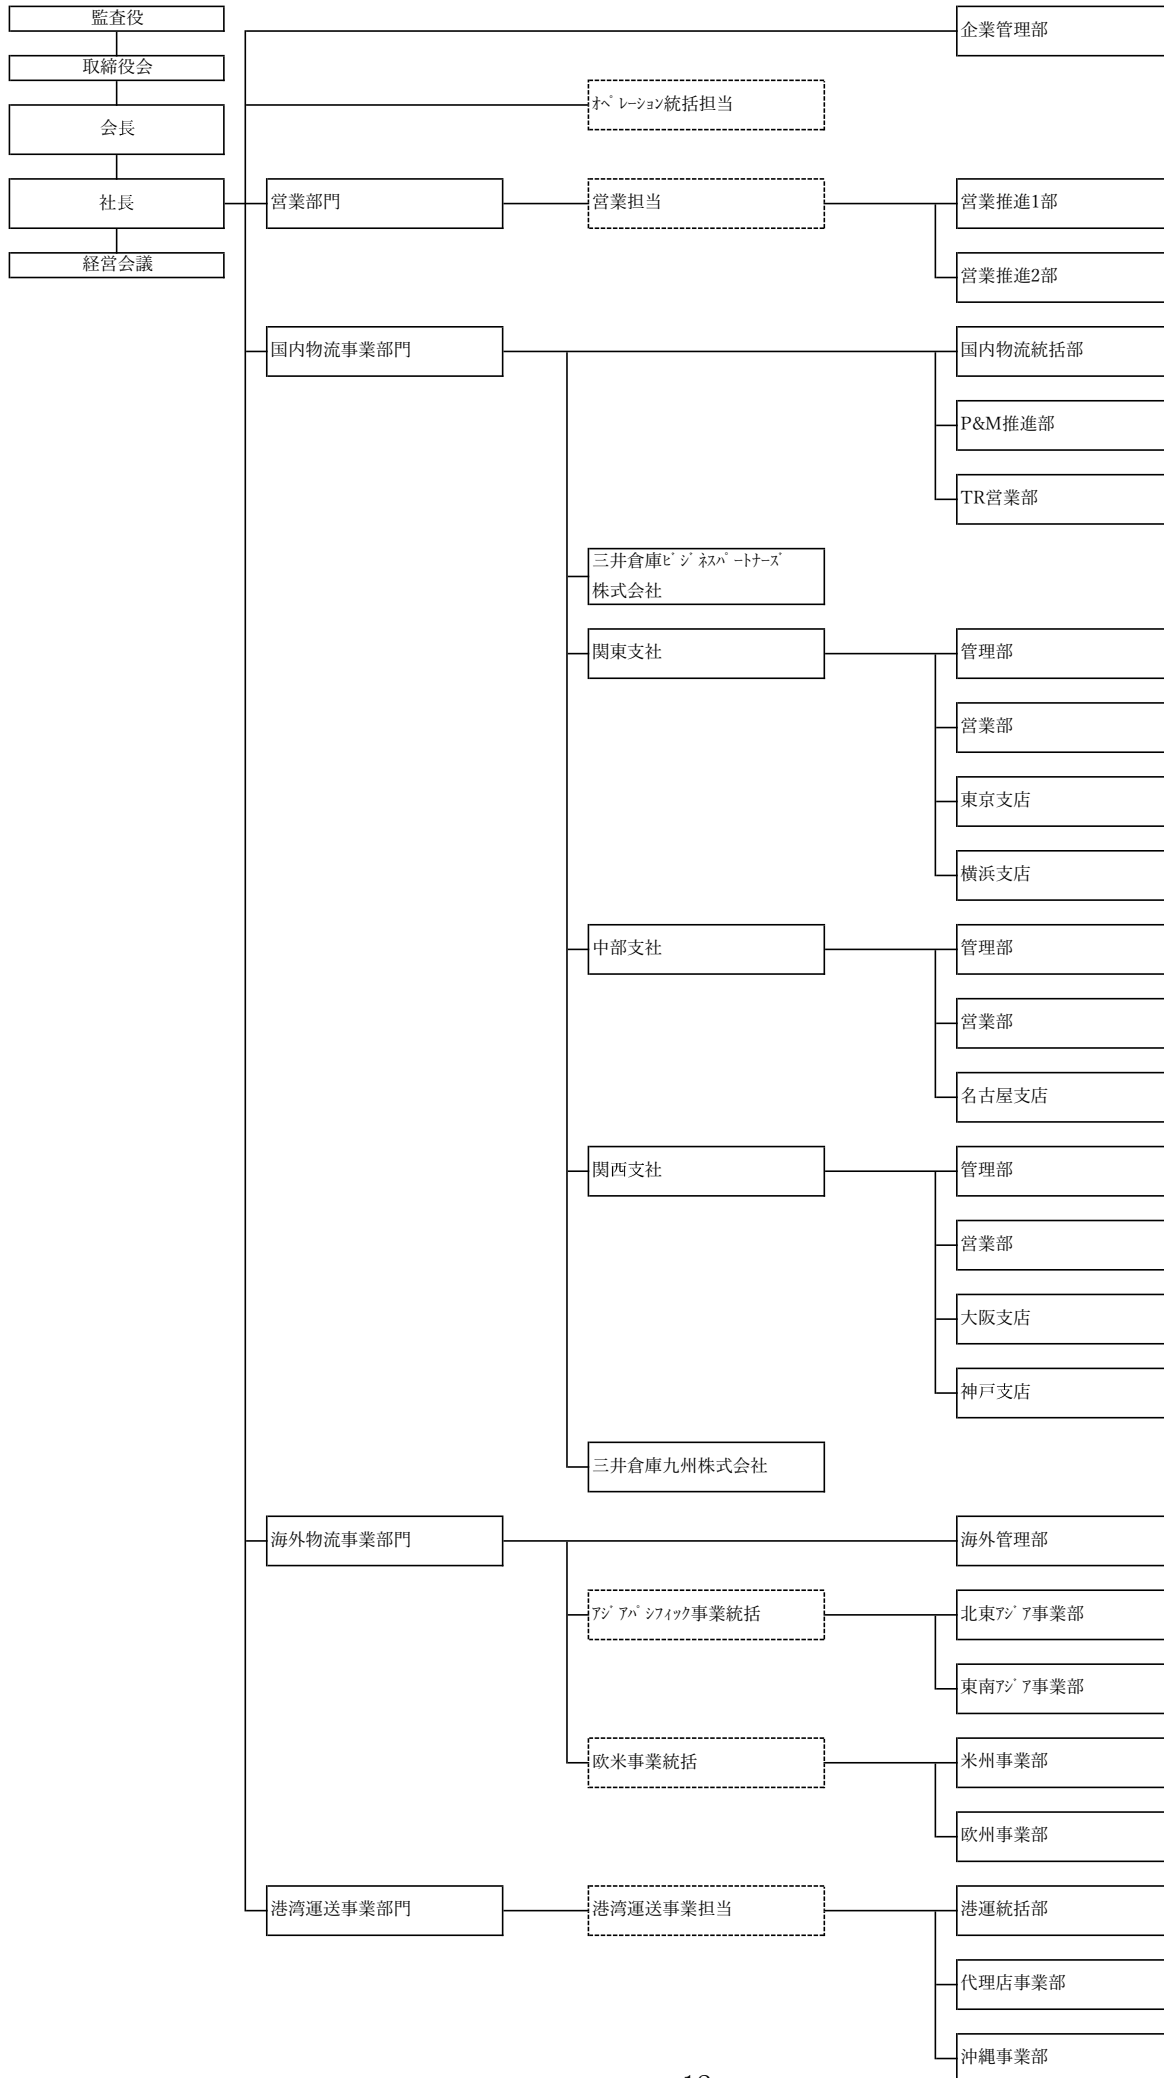 監査役
取締役会
会長
社長
経営会議
企業管理部
ｵﾍﾟﾚｰｼｮﾝ統括担当
営業部門
営業担当
営業推進1部
営業推進2部
国内物流事業部門
国内物流統括部
P&M推進部
TR営業部
三井倉庫ﾋﾞｼﾞﾈｽﾊﾟｰﾄﾅｰｽﾞ
株式会社
関東支社
管理部
営業部
東京支店
横浜支店
中部支社
管理部
営業部
名古屋支店
関西支社
管理部
営業部
大阪支店
神戸支店
三井倉庫九州株式会社
海外物流事業部門
海外管理部
ｱｼﾞｱﾊﾟｼﾌｨｯｸ事業統括
北東ｱｼﾞｱ事業部
東南ｱｼﾞｱ事業部
欧米事業統括
米州事業部
欧州事業部
港湾運送事業部門
港湾運送事業担当
港運統括部
代理店事業部
沖縄事業部